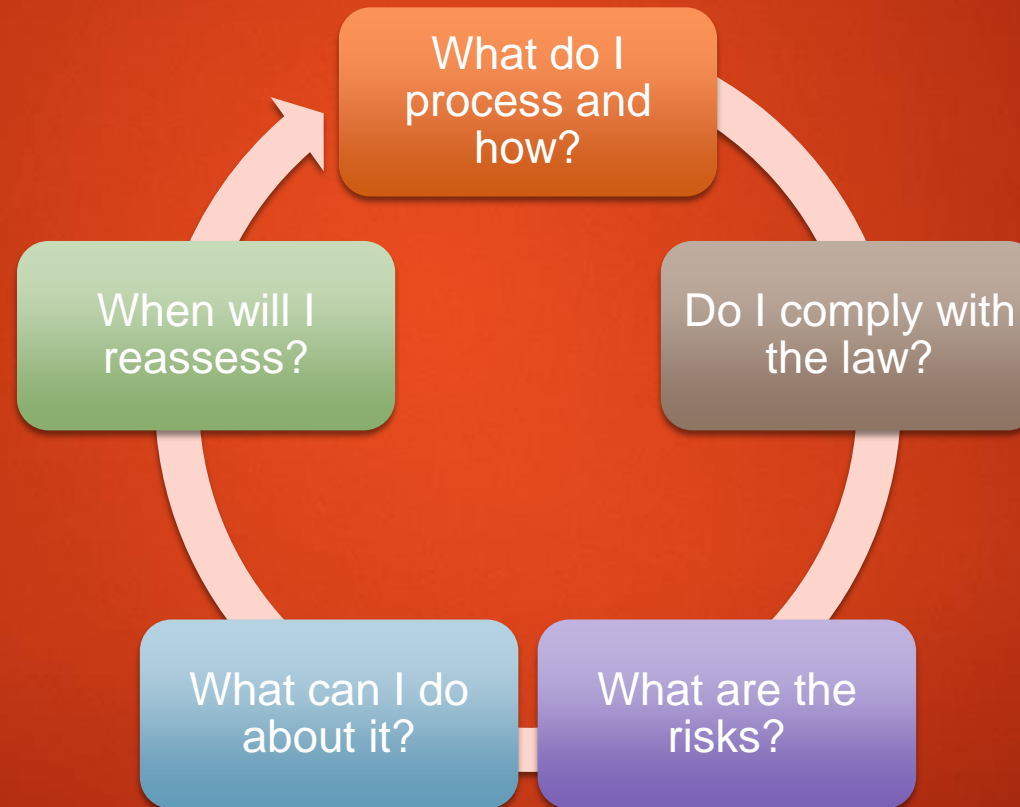 What do I
process and
how?
Do I comply with
the law?
What are the
risks?
What can I do
about it?
When will I
reassess?